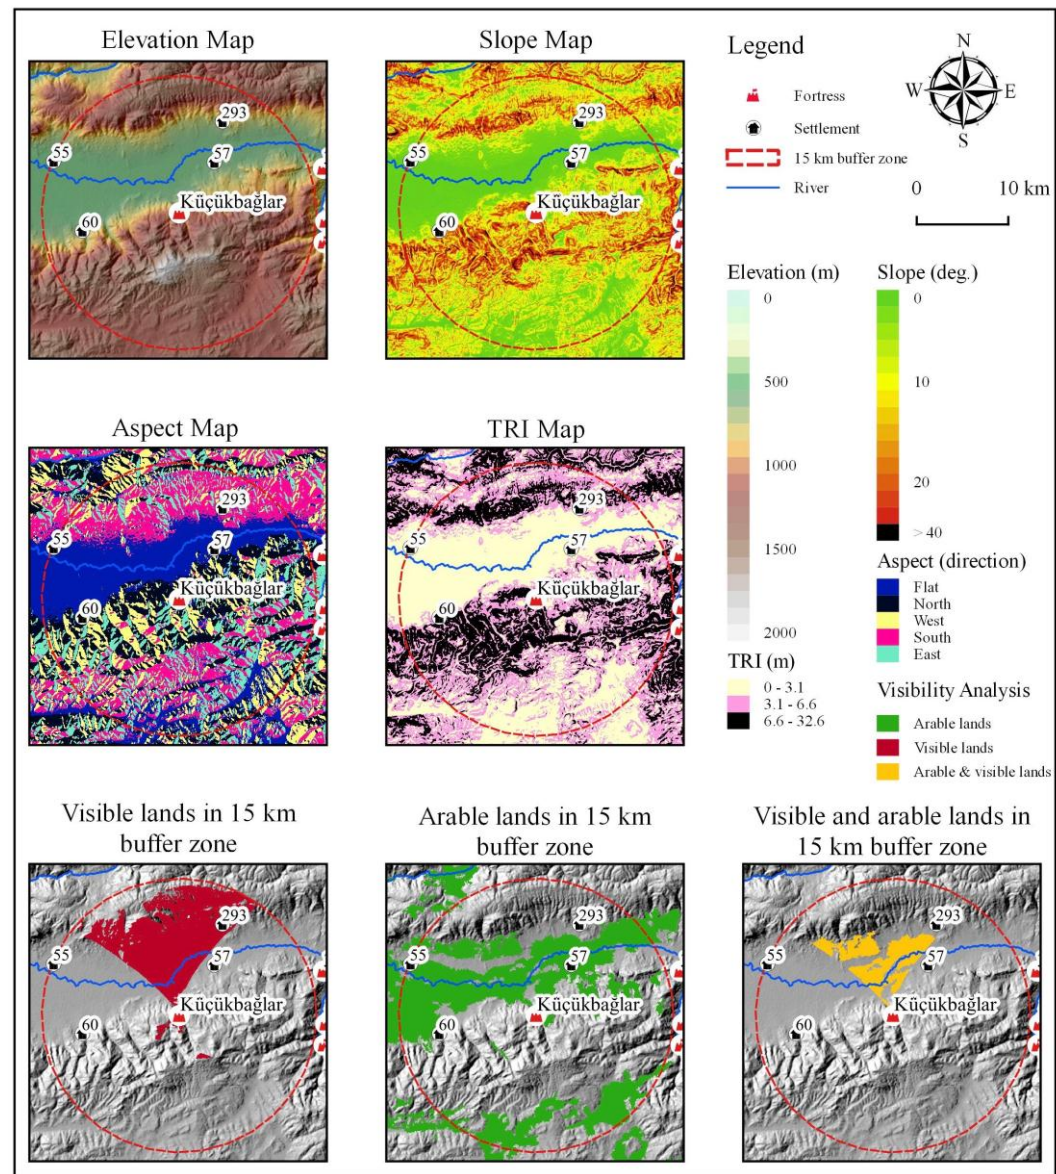 Elevation Map
293
55
57
Küçükbağlar
60
Slope Map
293
55
57
Küçükbağlar
60
Legend
Fortress
Settlement
15 km buffer zone
River
N
W E
S
0 10 km
Elevation (m)
0
500
1000
1500
2000
Slope (deg.)
0
10
20
> 40
Aspect Map
293
55
57
Küçükbağlar
60
TRI Map
293
55
57
Küçükbağlar
60
TRI (m)
0 - 3.1
3.1 - 6.6
6.6 - 32.6
Aspect (direction)
Flat
North
West
South
East
Visibility Analysis
Arable lands
Visible lands
Arable & visible lands
Visible lands in 15 km
buffer zone
293
55
57
Küçükbağlar
60
Arable lands in 15 km
buffer zone
293
55
57
Küçükbağlar
60
Visible and arable lands in
15 km buffer zone
293
55
57
Küçükbağlar
60